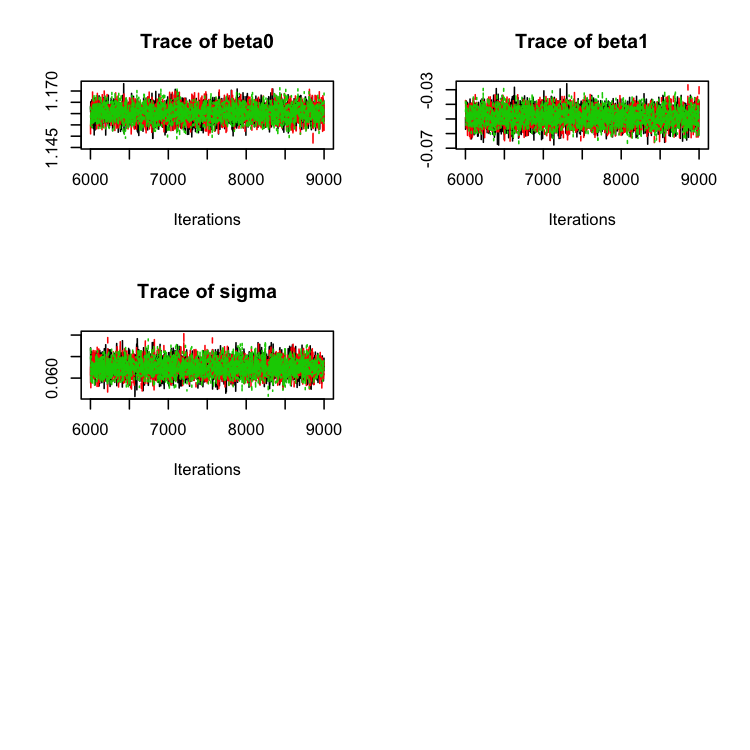 Trace of beta0
1.170
1.145
6000 7000 8000 9000
Iterations
Trace of beta1
-0.03
-0.07
6000 7000 8000 9000
Iterations
Trace of sigma
0.060
6000 7000 8000 9000
Iterations